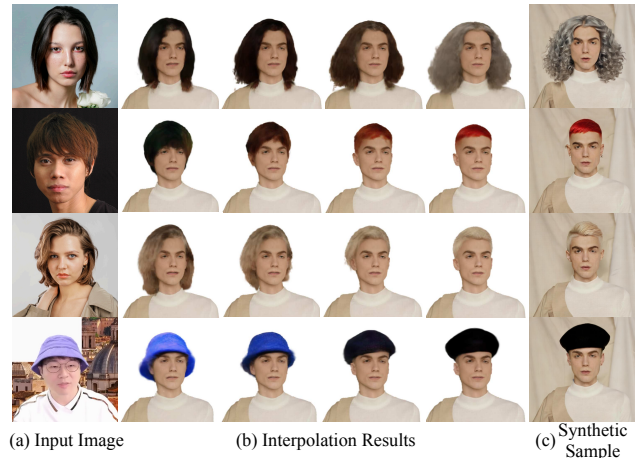 (a) Input Image
(b) Interpolation Results
(c) Synthetic
Sample